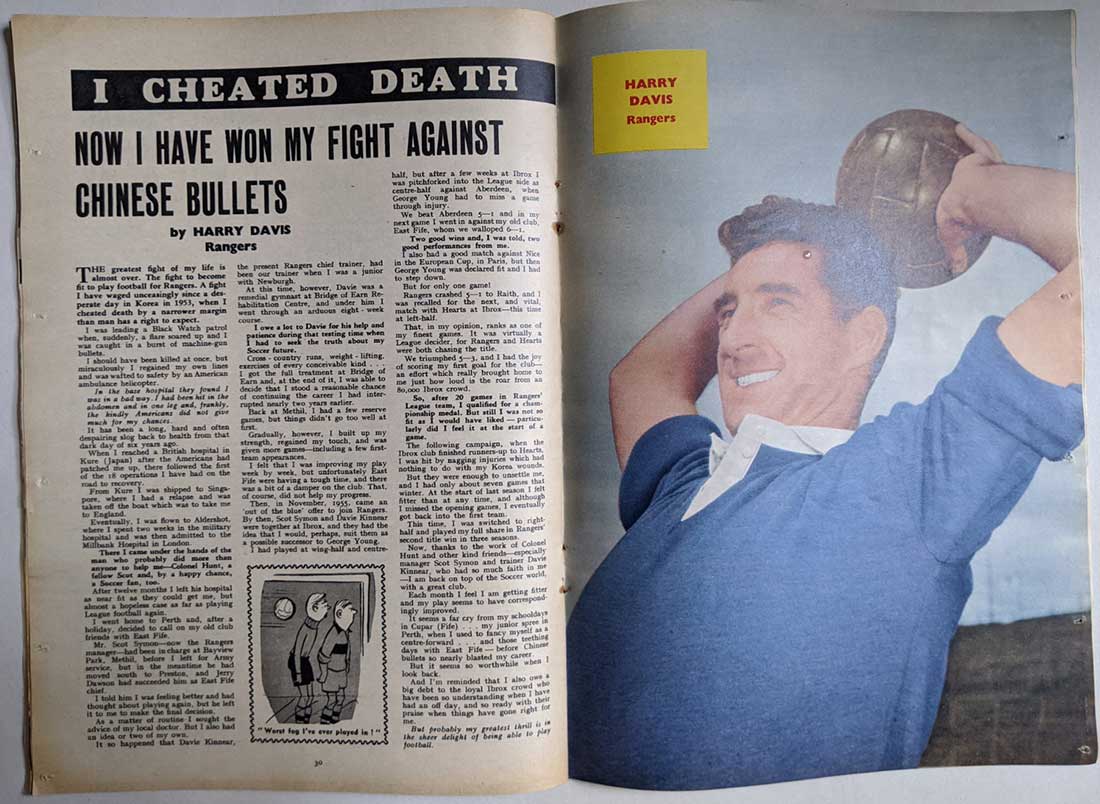 I CHEATED DEATH
NOW I HAVE WON MY FIGHT AGAINST
CHINESE BULLETS
by HARRY DAVIS
Rangers
THE greatest fight of my life is
almost over. The fight to become
fit to play football for Rangers. A fight
I have waged unceasingly since a des-
perate day in Korea in 1953, when I
cheated death by a narrower margin
than man has a right to expect.
I was leading a Black Watch patrol
when, suddenly, a flare soared up and I
was caught in a burst of machine-gun
bullets.
I should have been killed at once, but
miraculously I regained my own lines
and was wafted to safety by an American
ambulance helicopter.
In the base hospital they found I
was in a bad way. I had been hit in the
abdomen and in one leg and, frankly,
the kindly Americans did not give
much for my chances.
It has been a long, hard and often
despairing slog back to health from that
dark day of six years ago.
When I reached a British hospital in
Kure (Japan) after the Americans had
patched me up, there followed the first
of the 18 operations I have had on the
road to recovery.
From Kure I was shipped to Singa-
pore, where I had a relapse and was
taken off the boat which was to take me
to England.
Eventually, I was flown to Aldershot,
where I spent two weeks in the military
hospital and was then admitted to the
Millbank Hospital in London.
There I came under the hands of the
man who probably did more than
anyone to help me—Colonel Hunt, a
fellow Scot and, by a happy chance,
a Soccer fan, too.
After twelve months I left his hospital
as near fit as they could get me, but
almost a hopeless case as far as playing
League football again.
I went home to Perth and, after a
holiday, decided to call on my old club
friends with East Fife.
Mr. Scot Symon—now the Rangers
manager—had been in charge at Bayview
Park, Methil, before I left for Army
service, but in the meantime he had
moved south to Preston, and Jerry
Dawson had succeeded him as East Fife
chief.
I told him I was feeling better and had
thought about playing again, but he left
it to me to make the final decision.
As a matter of routine I sought the
advice of my local doctor. But I also had
an idea or two of my own.
It so happened that Davie Kinnear,
the present Rangers chief trainer, had
been our trainer when I was a junior
with Newburgh.
At this time, however, Davie was a
remedial gymnast at Bridge of Earn Re-
habilitation Centre, and under him I
went through an arduous eight-week
course.
I owe a lot to Davie for his help and
patience during that testing time when
I had to seek the truth about my
Soccer future.
Cross-country runs, weight-lifting,
exercises of every conceivable kind . . .
I got the full treatment at Bridge of
Earn and, at the end of it, I was able to
decide that I stood a reasonable chance
of continuing the career I had inter-
rupted nearly two years earlier.
Back at Methil, I had a few reserve
games, but things didn't go too well at
first.
Gradually, however, I built up my
strength, regained my touch, and was
given more games—including a few first-
team appearances.
I felt that I was improving my play
week by week, but unfortunately East
Fife were having a tough time, and there
was a bit of a damper on the club. That,
of course, did not help my progress.
Then, in November, 1955, came an
'out of the blue' offer to join Rangers.
By then, Scot Symon and Davie Kinnear
were together at Ibrox, and they had the
idea that I would, perhaps, suit them as
a possible successor to George Young.
I had played at wing-half and centre-
"Worst fog I've ever played in!"
half, but after a few weeks at Ibrox I
was pitchforked into the League side as
centre-half against Aberdeen, when
George Young had to miss a game
through injury.
We beat Aberdeen 5—1 and in my
next game I went in against my old club,
East Fife, whom we walloped 6—1.
Two good wins and, I was told, two
good performances from me.
I also had a good match against Nice
in the European Cup, in Paris, but then
George Young was declared fit and I had
to step down.
But for only one game!
Rangers crashed 5—1 to Raith, and I
was recalled for the next, and vital,
match with Hearts at Ibrox—this time
at left-half.
That, in my opinion, ranks as one of
my finest games. It was virtually a
League decider, for Rangers and Hearts
were both chasing the title.
We triumphed 5—3, and I had the joy
of scoring my first goal for the club—
an effort which really brought home to
me just how loud is the roar from an
80,000 Ibrox crowd.
So, after 20 games in Rangers'
League team, I qualified for a cham-
pionship medal. But still I was not so
fit as I would have liked—particu-
larly did I feel it at the start of a
game.
The following campaign, when the
Ibrox club finished runners-up to Hearts,
I was hit by nagging injuries which had
nothing to do with my Korea wounds.
But they were enough to unsettle me,
and I had only about seven games that
winter. At the start of last season I felt
fitter than at any time, and although
I missed the opening games, I eventually
got back into the first team.
This time, I was switched to right-
half and played my full share in Rangers'
second title win in three seasons.
Now, thanks to the work of Colonel
Hunt and other kind friends—especially
manager Scot Symon and trainer Davie
Kinnear, who had so much faith in me
—I am back on top of the Soccer world,
with a great club.
Each month I feel I am getting fitter
and my play seems to have correspond-
ingly improved.
It seems a far cry from my schooldays
in Cupar (Fife) . . . my junior spree in
Perth, when I used to fancy myself as a
centre-forward . . . and those teething
days with East Fife—before Chinese
bullets so nearly blasted my career.
But it seems so worthwhile when I
look back.
And I'm reminded that I also owe a
big debt to the loyal Ibrox crowd who
have been so understanding when I have
had an off day, and so ready with their
praise when things have gone right for
me.
But probably my greatest thrill is in
the sheer delight of being able to play
football.
30
HARRY
DAVIS
Rangers